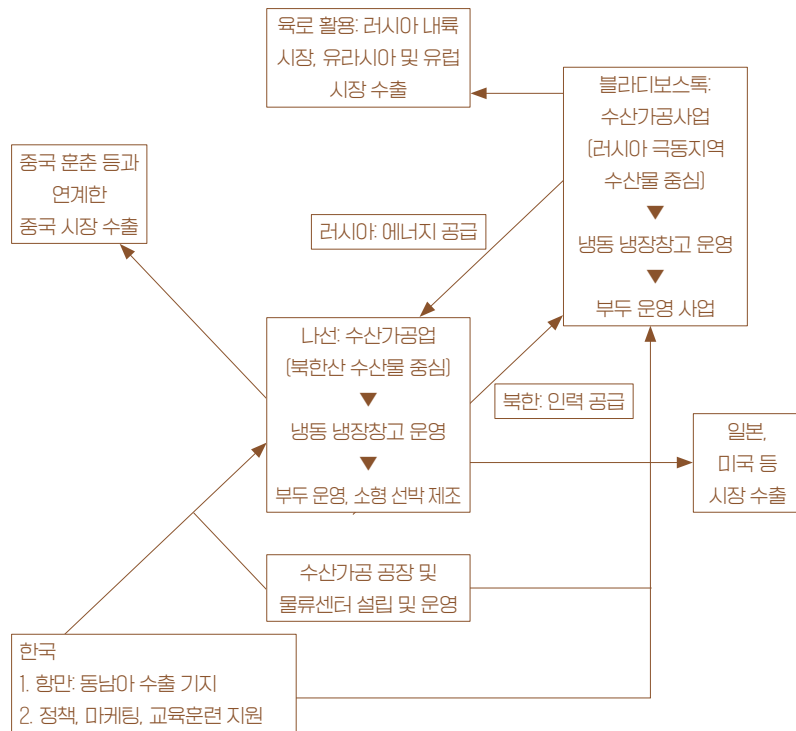 육로 활용: 러시아 내륙
시장, 유라시아 및 유럽
시장 수출
블라디보스톡:
수산가공사업
(러시아 극동지역
수산물 중심)
▼
냉동 냉장창고 운영
▼
부두 운영 사업
중국 훈춘 등과
연계한
중국 시장 수출
러시아: 에너지 공급
나선: 수산가공업
(북한산 수산물 중심)
▼
냉동 냉장창고 운영
▼
부두 운영, 소형 선박 제조
북한: 인력 공급
일본,
미국 등
시장 수출
수산가공 공장 및
물류센터 설립 및 운영
한국
1. 항만: 동남아 수출 기지
2. 정책, 마케팅, 교육훈련 지원